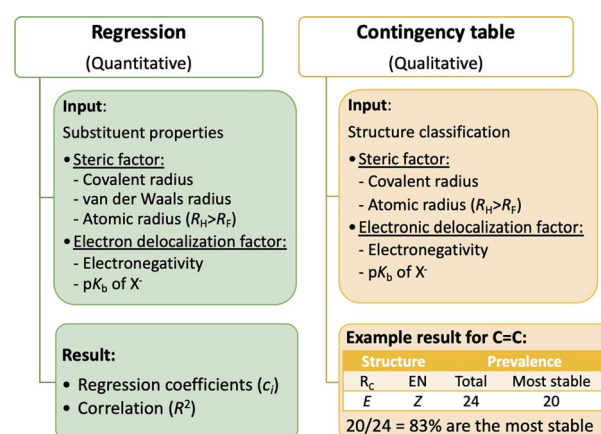 Regression
(Quantitative)
Input:
Substituent properties
• Steric factor:
- Covalent radius
- van der Waals radius
- Atomic radius (RH>RF)
• Electron delocalization factor:
- Electronegativity
- pKb of X-
Result:
• Regression coefficients (ci)
• Correlation (R²)
Contingency table
(Qualitative)
Input:
Structure classification
• Steric factor:
- Covalent radius
- Atomic radius (RH>RF)
• Electronic delocalization factor:
- Electronegativity
- pKb of X-
Example result for C=C:
Structure Prevalence
RC EN Total Most stable
E Z 24 20
20/24 = 83% are the most stable